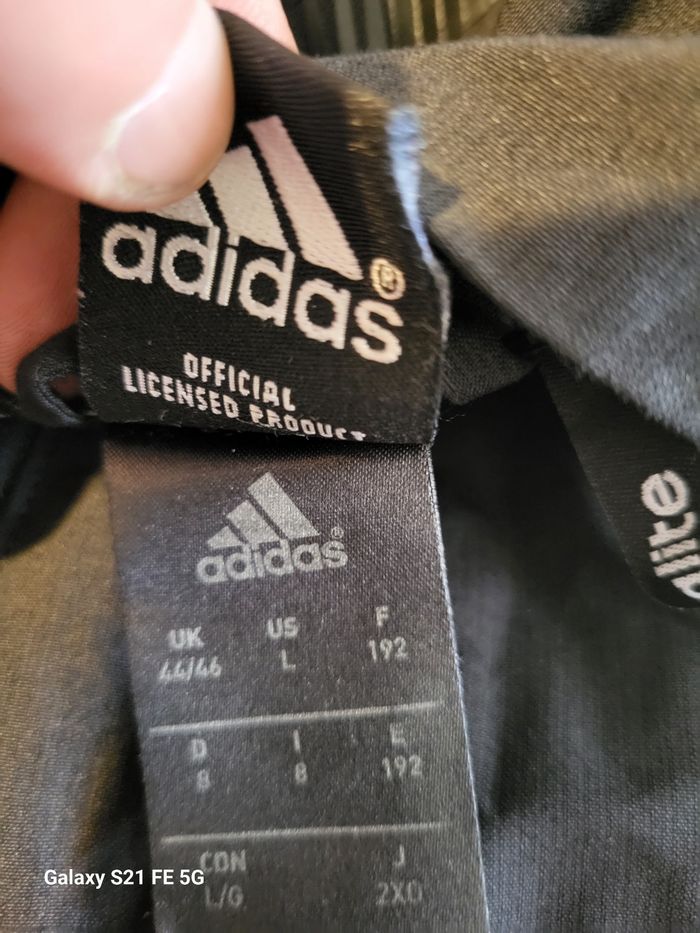 adidas®
OFFICIAL
LICENSED PRODUCT
adidas®
UK US F
44/46 L 192
D I E
8 8 192
CON J
L/G 2XO
Galaxy S21 FE 5G